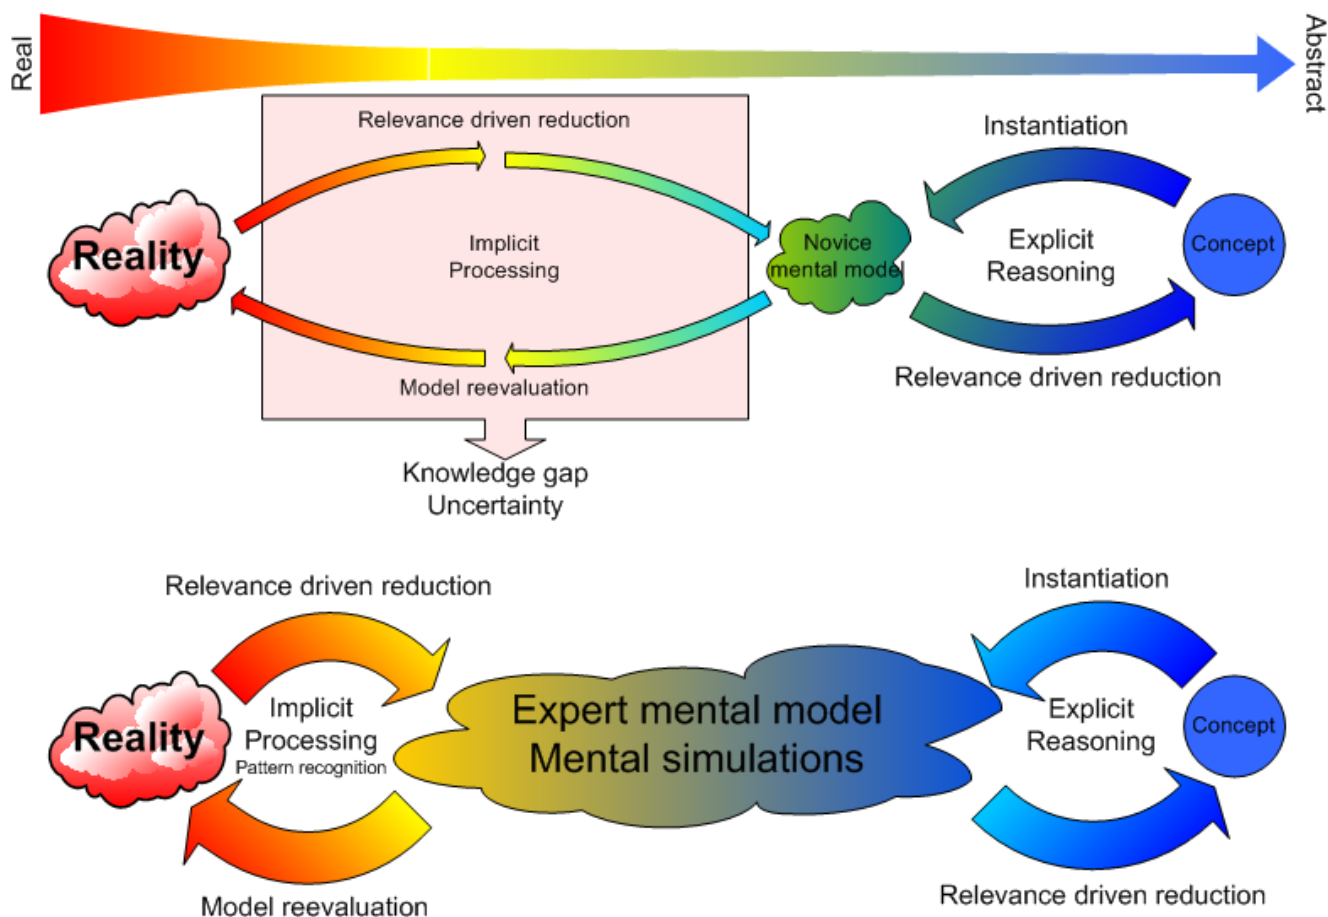 Real
Abstract
Relevance driven reduction
Instantiation
Reality
Implicit
Processing
Novice
mental model
Explicit
Reasoning
Concept
Model reevaluation
Relevance driven reduction
Knowledge gap
Uncertainty
Relevance driven reduction
Instantiation
Reality
Implicit
Processing
Pattern recognition
Expert mental model
Mental simulations
Explicit
Reasoning
Concept
Model reevaluation
Relevance driven reduction